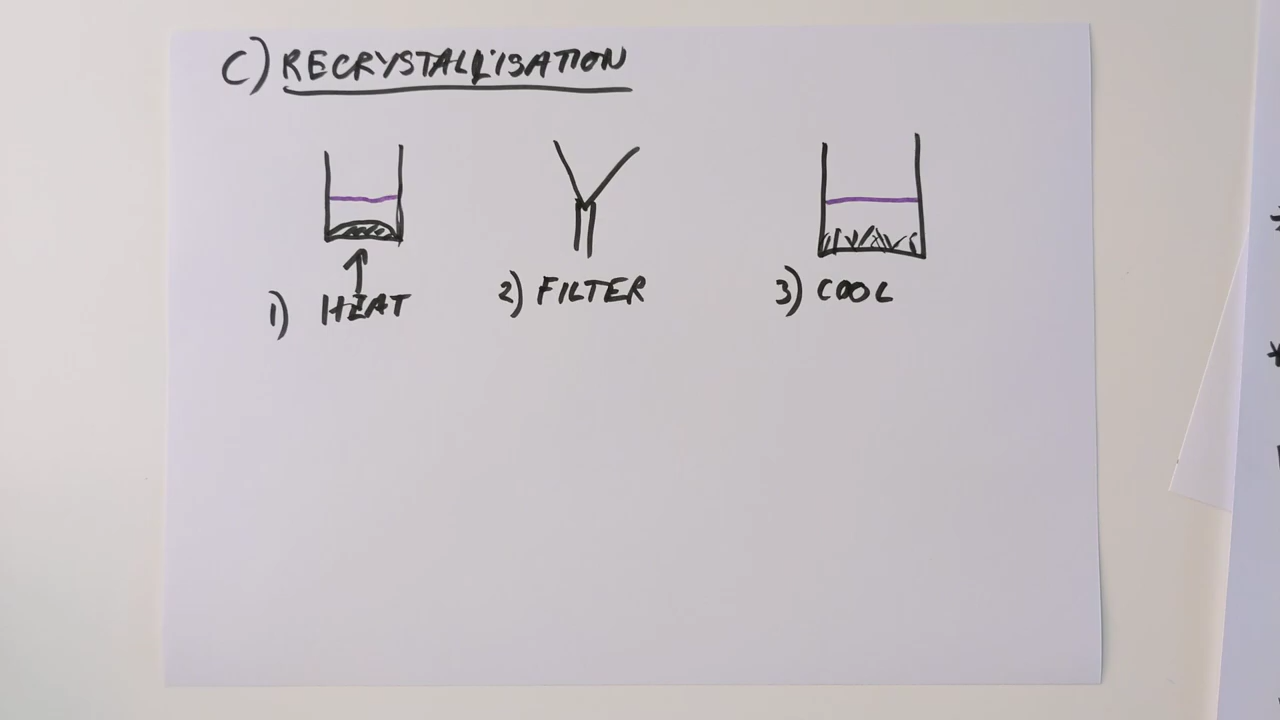 C) RECRYSTALLISATION
1) HEAT 2) FILTER 3) COOL